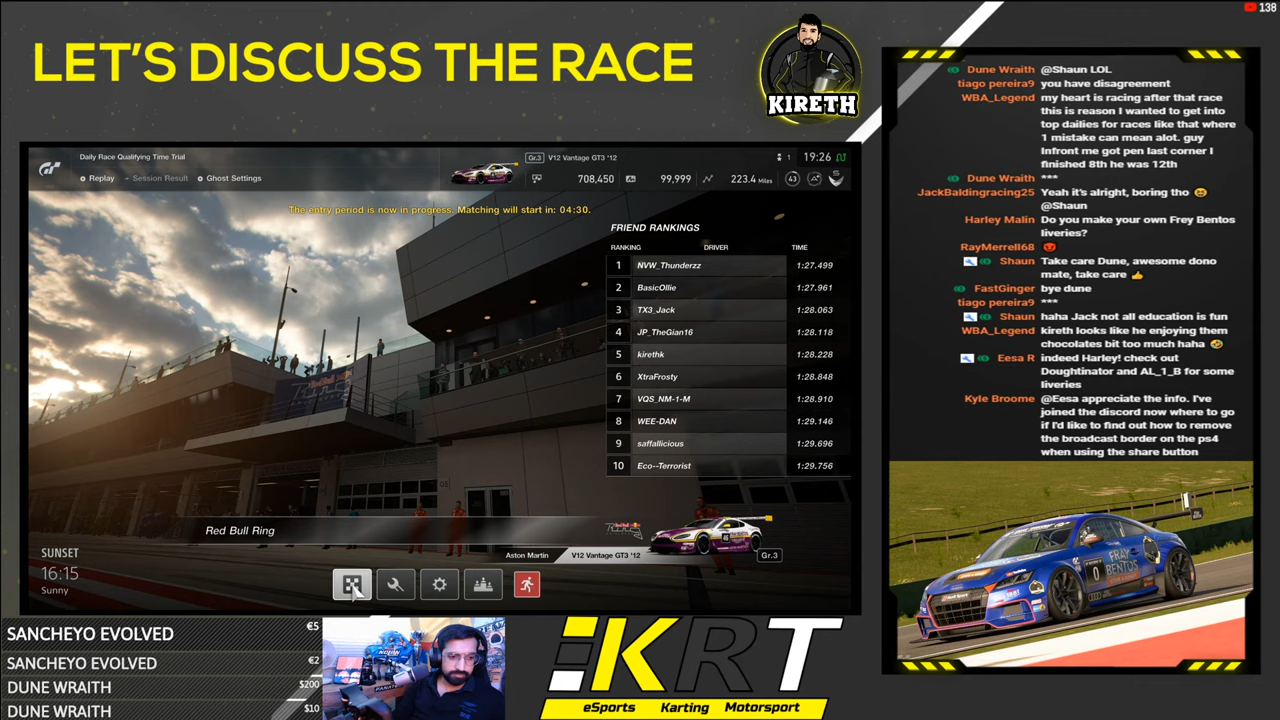 138
LET'S DISCUSS THE RACE
KIRETH
Daily Race Qualifying Time Trial
Replay
Session Result
Ghost Settings
Gr.3 V12 Vantage GT3 '12
1 19:26
708,450 99,999 223.4 Miles 43
The entry period is now in progress. Matching will start in: 04:30.
FRIEND RANKINGS
RANKING DRIVER TIME
1 NVW_Thunderzz 1:27.499
2 BasicOllie 1:27.961
3 TX3_Jack 1:28.063
4 JP_TheGian16 1:28.118
5 kirethk 1:28.228
6 XtraFrosty 1:28.848
7 VQS_NM-1-M 1:28.910
8 WEE-DAN 1:29.146
9 saffallicious 1:29.696
10 Eco--Terrorist 1:29.756
Red Bull Ring
Aston Martin V12 Vantage GT3 '12 Gr.3
SUNSET
16:15
Sunny
Dune Wraith @Shaun LOL
tiago pereira9 you have disagreement
WBA_Legend my heart is racing after that race
this is reason I wanted to get into
top dailies for races like that where
1 mistake can mean alot. guy
Infront me got pen last corner I
finished 8th he was 12th
Dune Wraith ***
JackBaldingracing25 Yeah it's alright, boring tho
@Shaun
Harley Malin Do you make your own Frey Bentos
liveries?
RayMerrell68
Shaun Take care Dune, awesome dono
mate, take care
FastGinger bye dune
tiago pereira9 ***
Shaun haha Jack not all education is fun
WBA_Legend kireth looks like he enjoying them
chocolates bit too much haha
Eesa R indeed Harley! check out
Doughtinator and AL_1_B for some
liveries
Kyle Broome @Eesa appreciate the info. I've
joined the discord now where to go
if I'd like to find out how to remove
the broadcast border on the ps4
when using the share button
FRAY
BENTOS
0
SANCHEYO EVOLVED €5
SANCHEYO EVOLVED €2
DUNE WRAITH $200
DUNE WRAITH $10
KRT
eSports Karting Motorsport